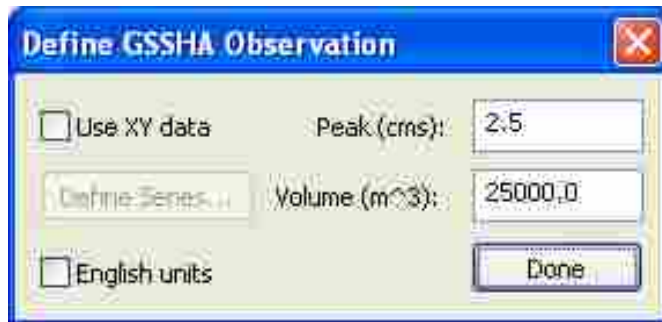 Define GSSHA Observation
Use XY data
Peak (cms):
2.5
Define Series...
Volume (m^3):
25000.0
English units
Done